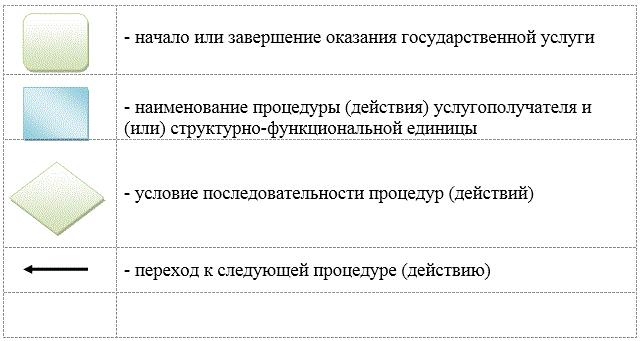 - начало или завершение оказания государственной услуги
- наименование процедуры (действия) услугополучателя и
(или) структурно-функциональной единицы
- условие последовательности процедур (действий)
- переход к следующей процедуре (действию)